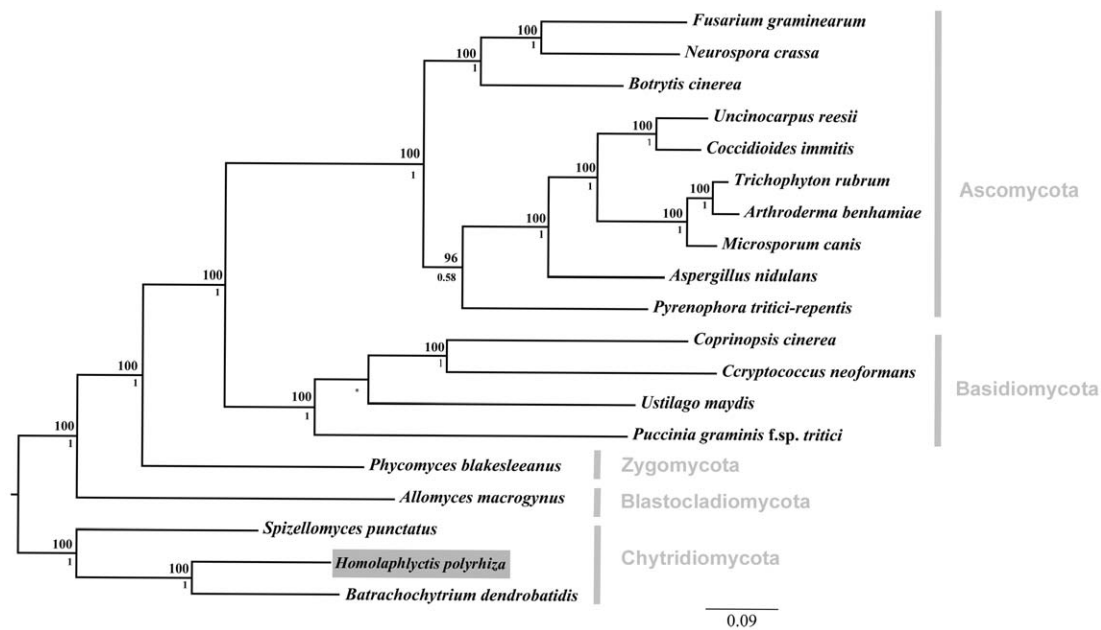 100
1
Fusarium graminearum
100
1
Neurospora crassa
Botrytis cinerea
100
1
Uncinocarpus reesii
100
1
Coccidioides immitis
100
1
100
1
Trichophyton rubrum
Arthroderma benhamiae
100
1
Microsporum canis
100
1
Aspergillus nidulans
96
0.58
Pyrenophora tritici-repentis
Ascomycota
100
1
100
1
Coprinopsis cinerea
Ccryptococcus neoformans
*
Ustilago maydis
100
1
Puccinia graminis f.sp. tritici
Basidiomycota
100
1
Phycomyces blakesleeanus
Zygomycota
100
1
Allomyces macrogynus
Blastocladiomycota
Spizellomyces punctatus
100
1
Homolaphlyctis polyrhiza
100
1
Batrachochytrium dendrobatidis
Chytridiomycota
0.09